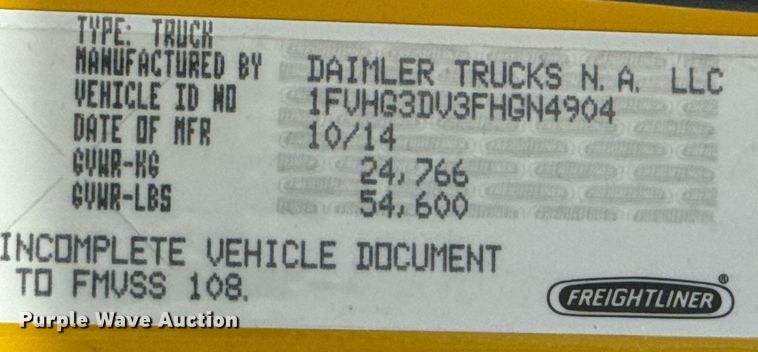 TYPE: TRUCK
MANUFACTURED BY DAIMLER TRUCKS N.A. LLC
VEHICLE ID NO 1FVHG3DV3FHGN4904
DATE OF MFR 10/14
GVWR-KG 24,766
GVWR-LBS 54,600
INCOMPLETE VEHICLE DOCUMENT
TO FMVSS 108.
FREIGHTLINER®
Purple Wave Auction